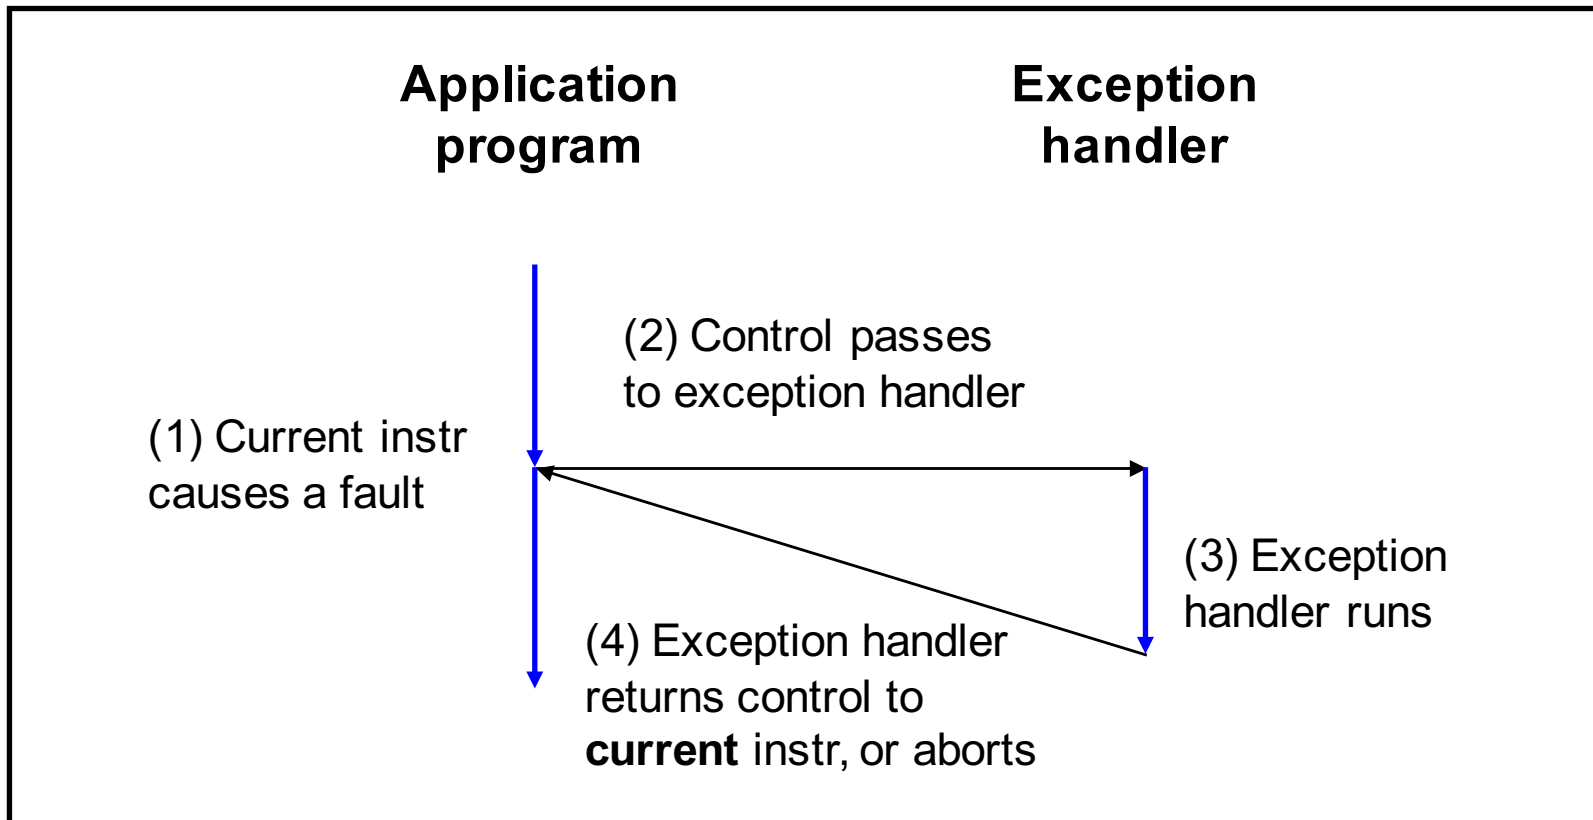 Application
program
Exception
handler
(2) Control passes
to exception handler
(1) Current instr
causes a fault
(3) Exception
handler runs
(4) Exception handler
returns control to
current instr, or aborts